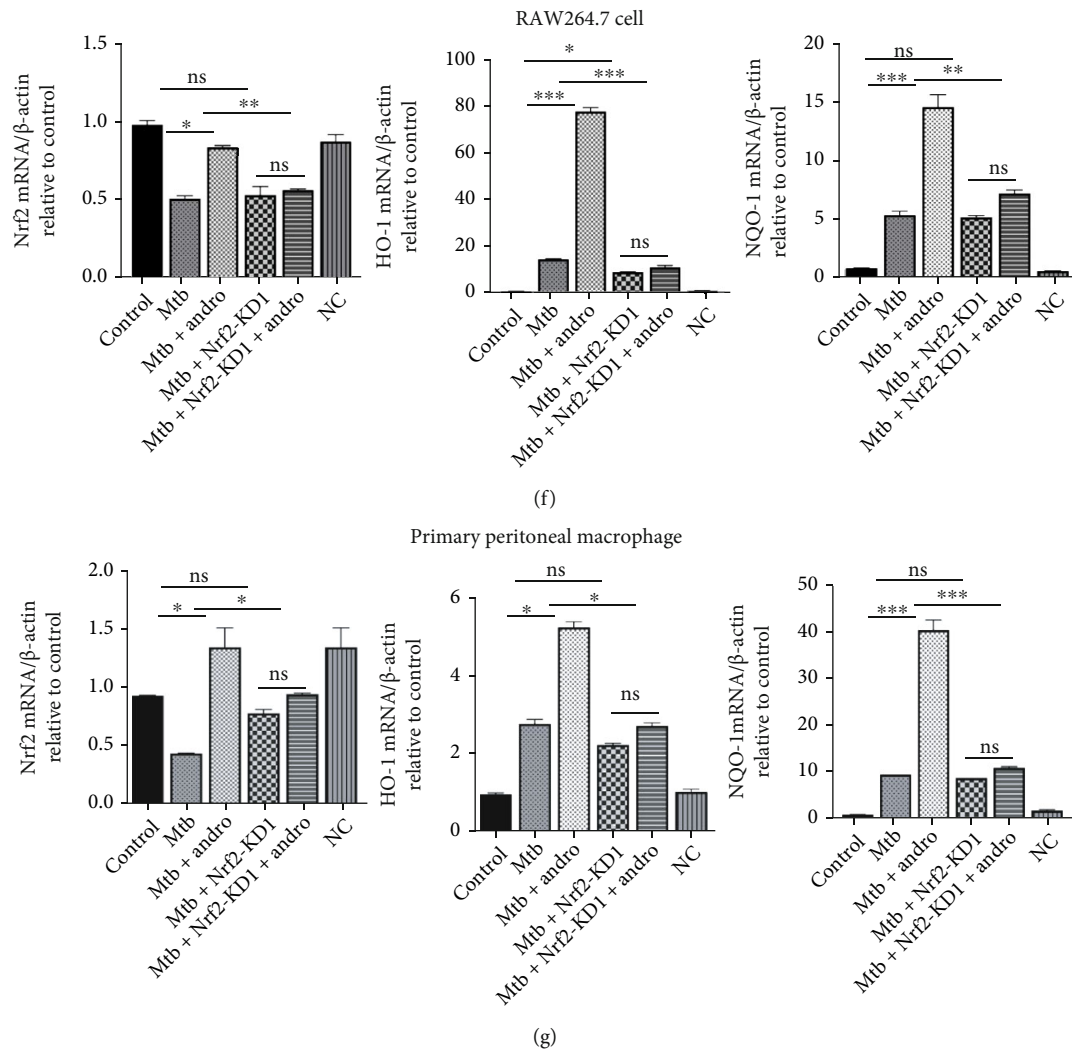 RAW264.7 cell
Nrf2 mRNA/β-actin
relative to control
1.5
1.0
0.5
0.0
ns
**
*
ns
Control
Mtb
Mtb + andro
Mtb + Nrf2-KD1
Mtb + Nrf2-KD1 + andro
NC
HO-1 mRNA/β-actin
relative to control
100
80
60
40
20
0
*
***
***
ns
Control
Mtb
Mtb + andro
Mtb + Nrf2-KD1
Mtb + Nrf2-KD1 + andro
NC
NQO-1 mRNA/β-actin
relative to control
20
15
10
5
0
ns
*** **
ns
Control
Mtb
Mtb + andro
Mtb + Nrf2-KD1
Mtb + Nrf2-KD1 + andro
NC
(f)
Primary peritoneal macrophage
Nrf2 mRNA/β-actin
relative to control
2.0
1.5
1.0
0.5
0.0
ns
* *
ns
Control
Mtb
Mtb + andro
Mtb + Nrf2-KD1
Mtb + Nrf2-KD1 + andro
NC
HO-1 mRNA/β-actin
relative to control
6
4
2
0
ns
* *
ns
Control
Mtb
Mtb + andro
Mtb + Nrf2-KD1
Mtb + Nrf2-KD1 + andro
NC
NQO-1mRNA/β-actin
relative to control
50
40
30
20
10
0
ns
*** ***
ns
Control
Mtb
Mtb + andro
Mtb + Nrf2-KD1
Mtb + Nrf2-KD1 + andro
NC
(g)